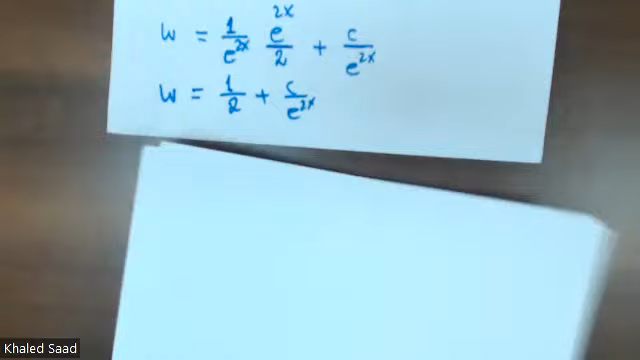 W = 1/e^{2x} e^{2x}/2 + c/e^{2x}
W = 1/2 + c/e^{2x}
Khaled Saad